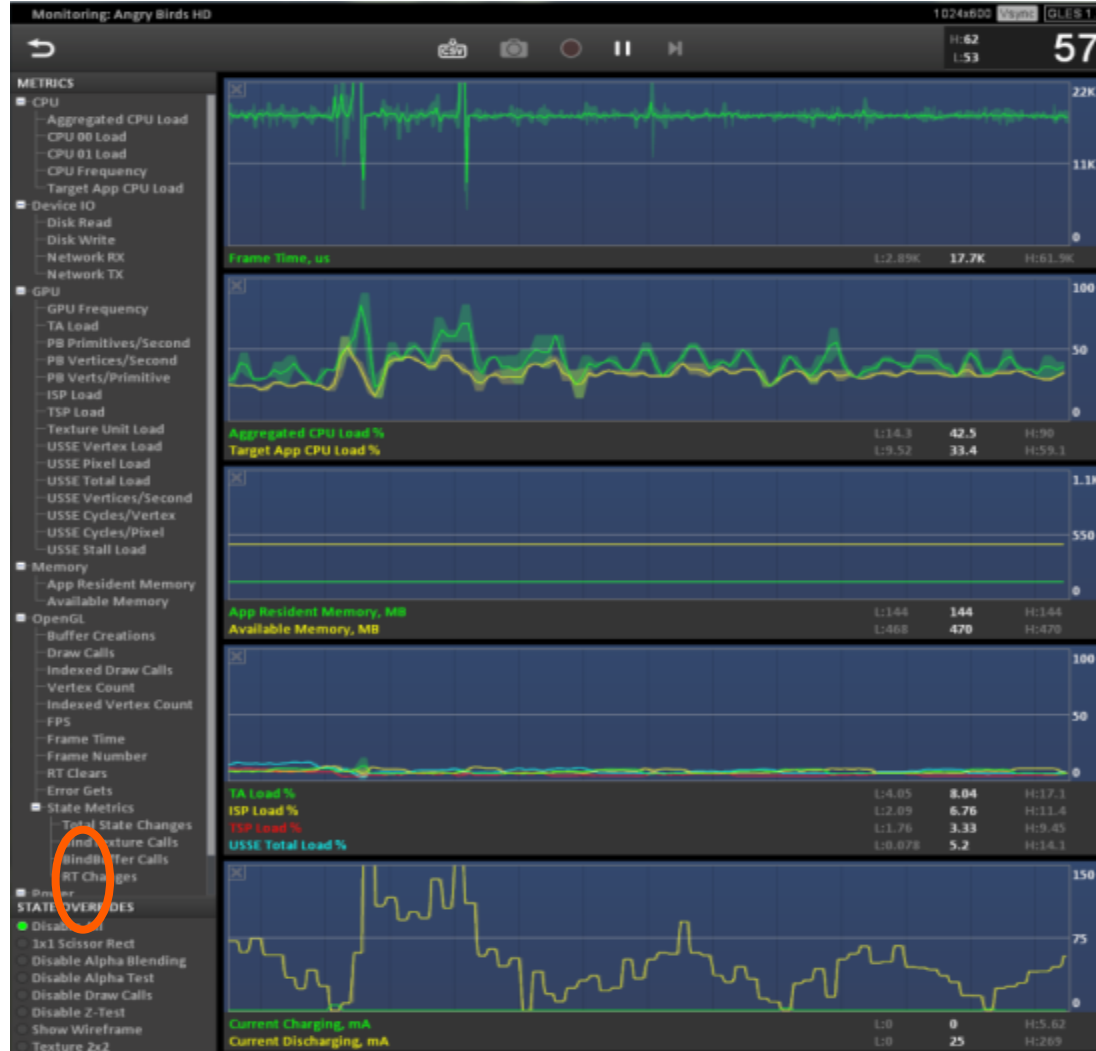 Monitoring: Angry Birds HD
1024x600 Vsync GLES 1
CSV
H:62
L:53
57
METRICS
CPU
Aggregated CPU Load
CPU 00 Load
CPU 01 Load
CPU Frequency
Target App CPU Load
Device IO
Disk Read
Disk Write
Network RX
Network TX
GPU
GPU Frequency
TA Load
PB Primitives/Second
PB Vertices/Second
PB Verts/Primitive
ISP Load
TSP Load
Texture Unit Load
USSE Vertex Load
USSE Pixel Load
USSE Total Load
USSE Vertices/Second
USSE Cycles/Vertex
USSE Cycles/Pixel
USSE Stall Load
Memory
App Resident Memory
Available Memory
OpenGL
Buffer Creations
Draw Calls
Indexed Draw Calls
Vertex Count
Indexed Vertex Count
FPS
Frame Time
Frame Number
RT Clears
Error Gets
State Metrics
Total State Changes
BindTexture Calls
BindBuffer Calls
RT Changes
Power
STATE OVERRIDES
Disable All
1x1 Scissor Rect
Disable Alpha Blending
Disable Alpha Test
Disable Draw Calls
Disable Z-Test
Show Wireframe
Texture 2x2
22K
11K
0
Frame Time, us L:2.89K 17.7K H:61.9K
100
50
0
Aggregated CPU Load % L:14.3 42.5 H:90
Target App CPU Load % L:9.52 33.4 H:59.1
1.1K
550
0
App Resident Memory, MB L:144 144 H:144
Available Memory, MB L:468 470 H:470
100
50
0
TA Load % L:4.05 8.04 H:17.1
ISP Load % L:2.09 6.76 H:11.4
TSP Load % L:1.76 3.33 H:9.45
USSE Total Load % L:0.078 5.2 H:14.1
150
75
0
Current Charging, mA L:0 0 H:5.62
Current Discharging, mA L:0 25 H:269